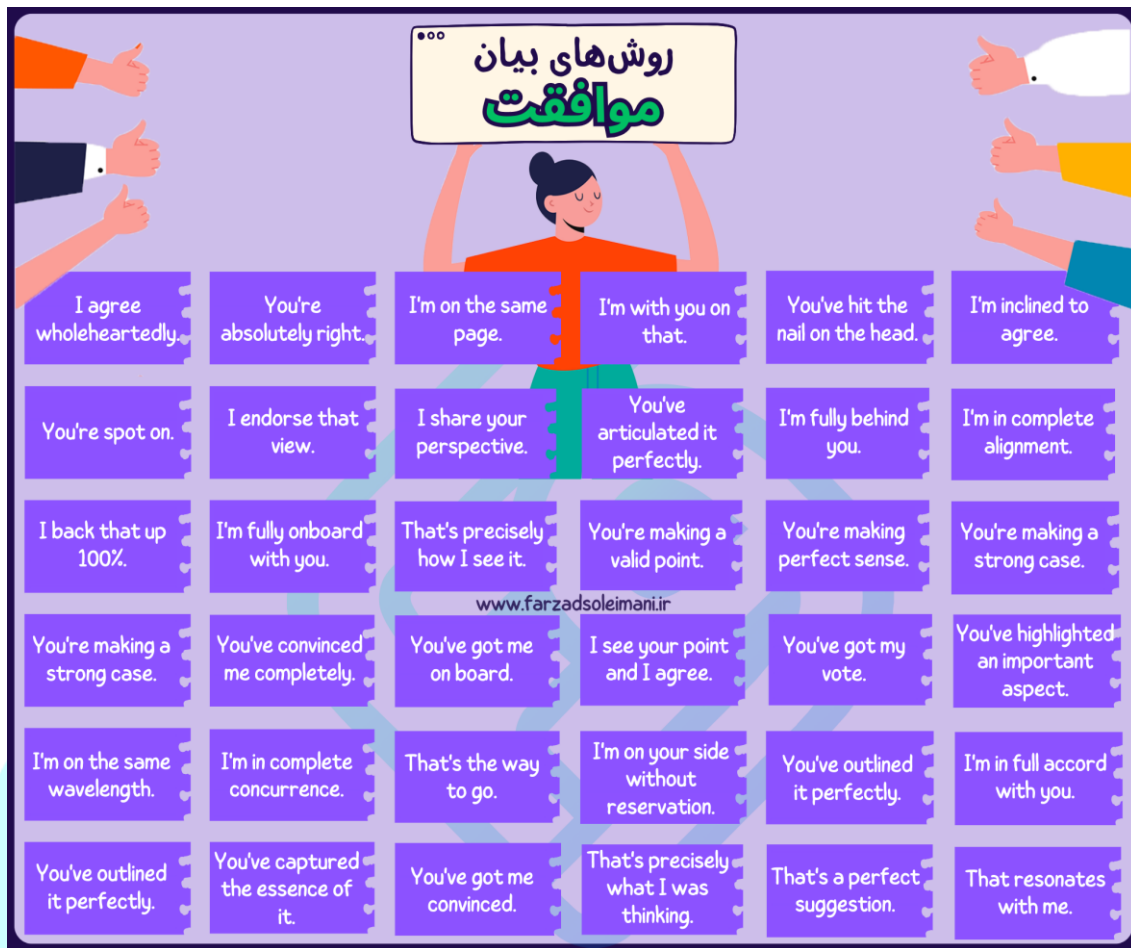 روش‌های بیان
موافقت
I agree
wholeheartedly.
You're
absolutely right.
I'm on the same
page.
I'm with you on
that.
You've hit the
nail on the head.
I'm inclined to
agree.
You're spot on.
I endorse that
view.
I share your
perspective.
You've
articulated it
perfectly.
I'm fully behind
you.
I'm in complete
alignment.
I back that up
100%.
I'm fully onboard
with you.
That's precisely
how I see it.
You're making a
valid point.
You're making
perfect sense.
You're making a
strong case.
www.farzadsoleimani.ir
You're making a
strong case.
You've convinced
me completely.
You've got me
on board.
I see your point
and I agree.
You've got my
vote.
You've highlighted
an important
aspect.
I'm on the same
wavelength.
I'm in complete
concurrence.
That's the way
to go.
I'm on your side
without
reservation.
You've outlined
it perfectly.
I'm in full accord
with you.
You've outlined
it perfectly.
You've captured
the essence of
it.
You've got me
convinced.
That's precisely
what I was
thinking.
That's a perfect
suggestion.
That resonates
with me.